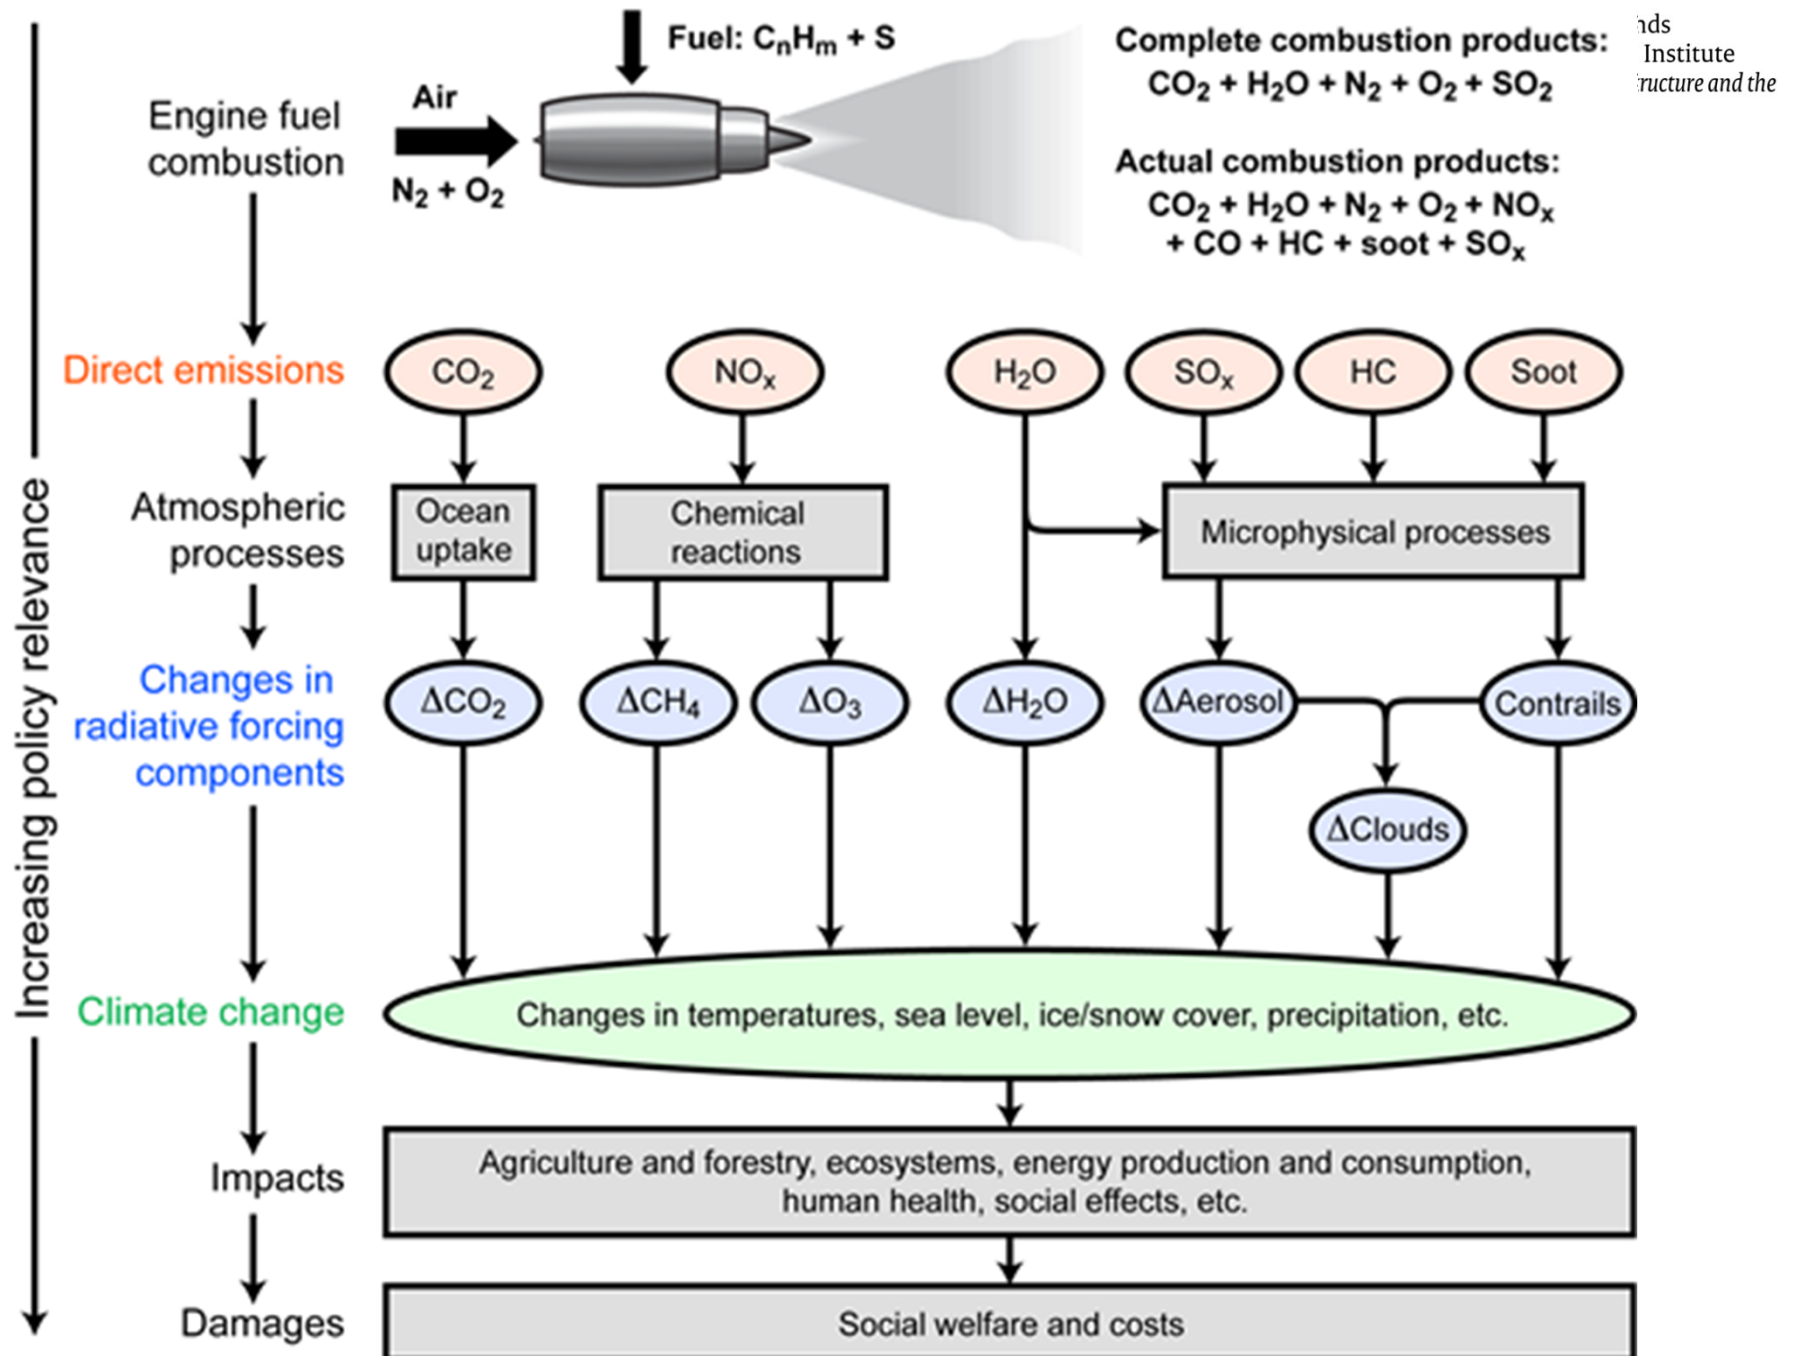 Fuel: CnHm + S
Air
N2 + O2
Complete combustion products:
CO2 + H2O + N2 + O2 + SO2
Actual combustion products:
CO2 + H2O + N2 + O2 + NOx
+ CO + HC + soot + SOx
Institute
and the
Increasing policy relevance
Engine fuel
combustion
Direct emissions
CO2
NOx
H2O
SOx
HC
Soot
Atmospheric
processes
Ocean
uptake
Chemical
reactions
Microphysical processes
Changes in
radiative forcing
components
ΔCO2
ΔCH4
ΔO3
ΔH2O
ΔAerosol
Contrails
ΔClouds
Climate change
Changes in temperatures, sea level, ice/snow cover, precipitation, etc.
Impacts
Agriculture and forestry, ecosystems, energy production and consumption,
human health, social effects, etc.
Damages
Social welfare and costs